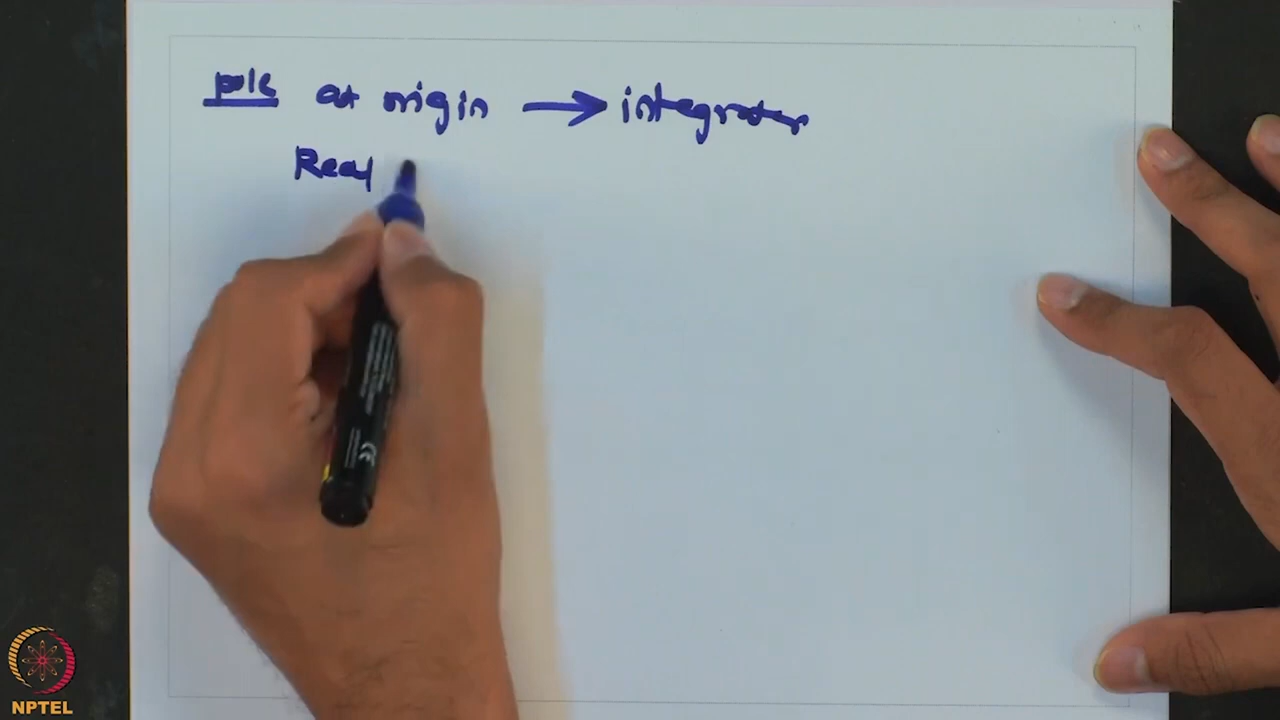 pole at origin → integrator
Real
NPTEL